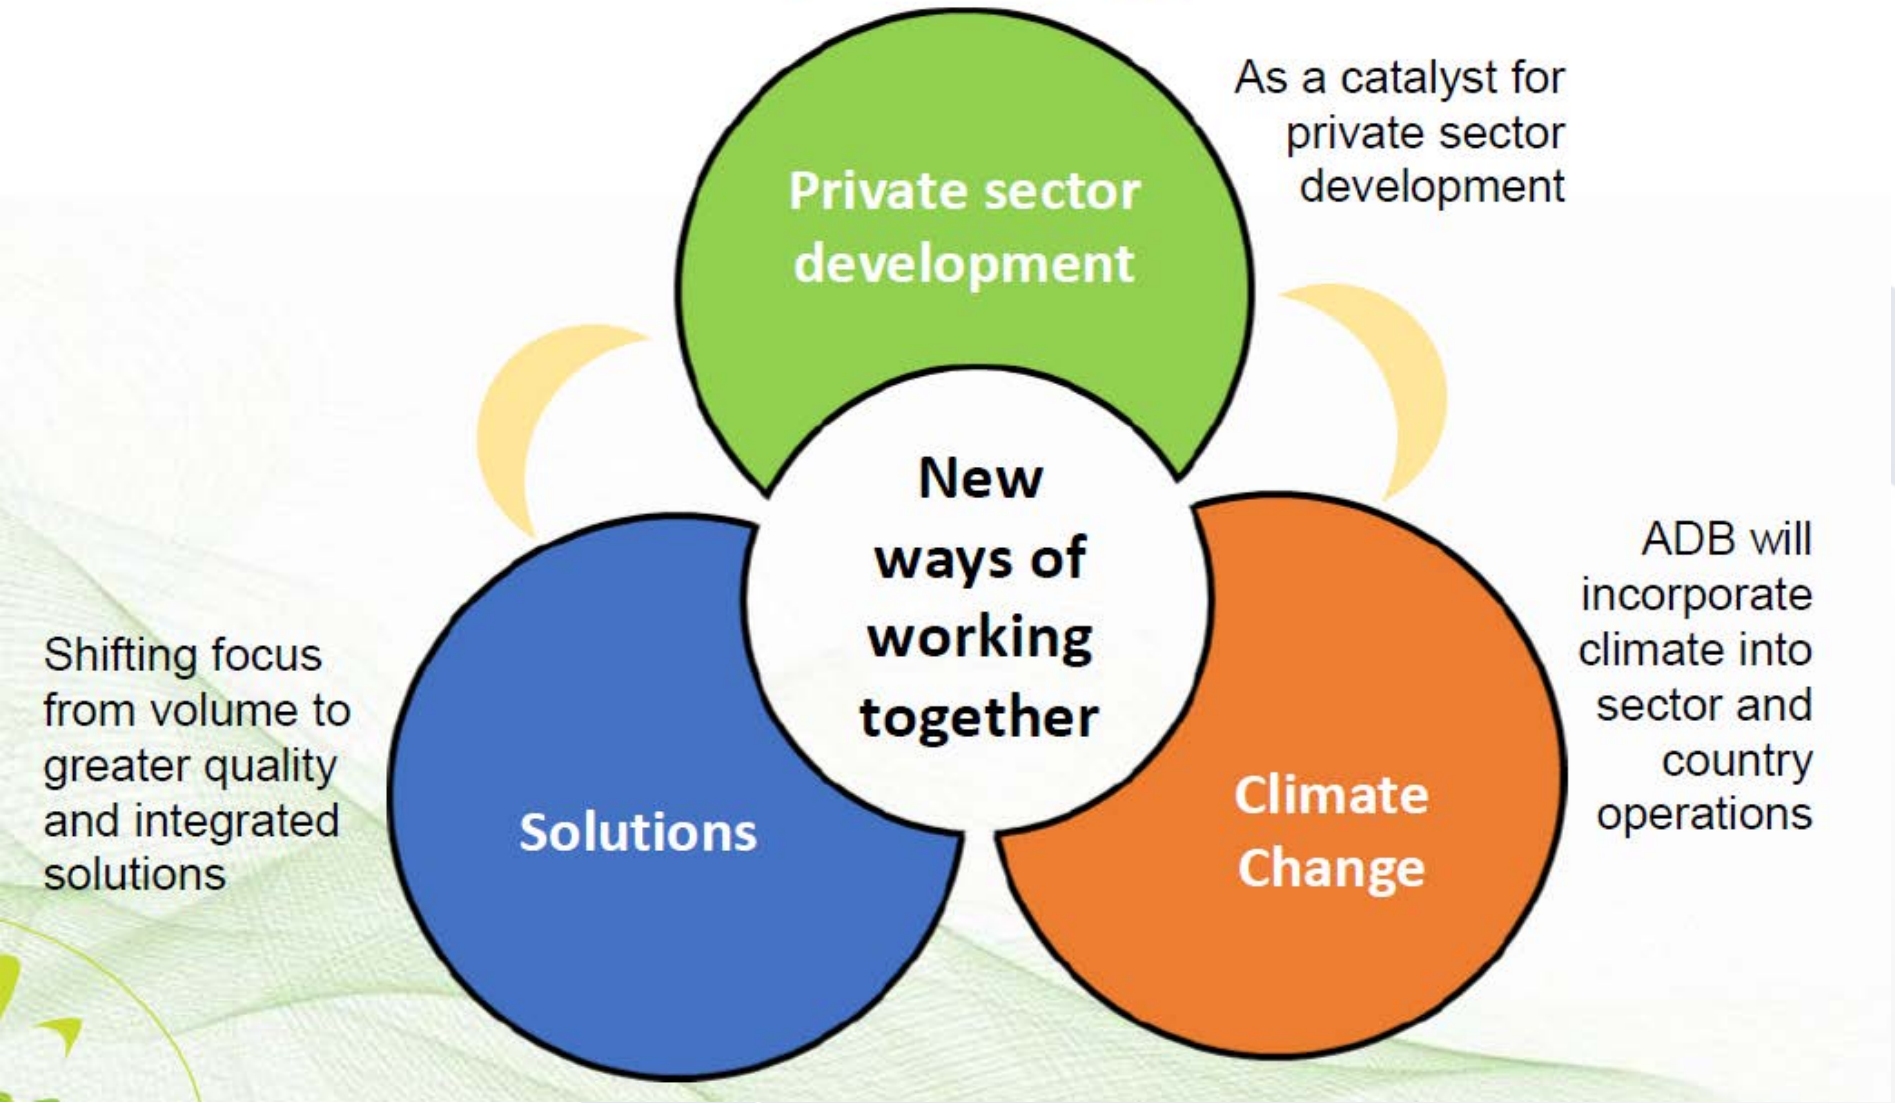 As a catalyst for
private sector
development
Private sector
development
New
ways of
working
together
ADB will
incorporate
climate into
sector and
country
operations
Shifting focus
from volume to
greater quality
and integrated
solutions
Solutions
Climate
Change